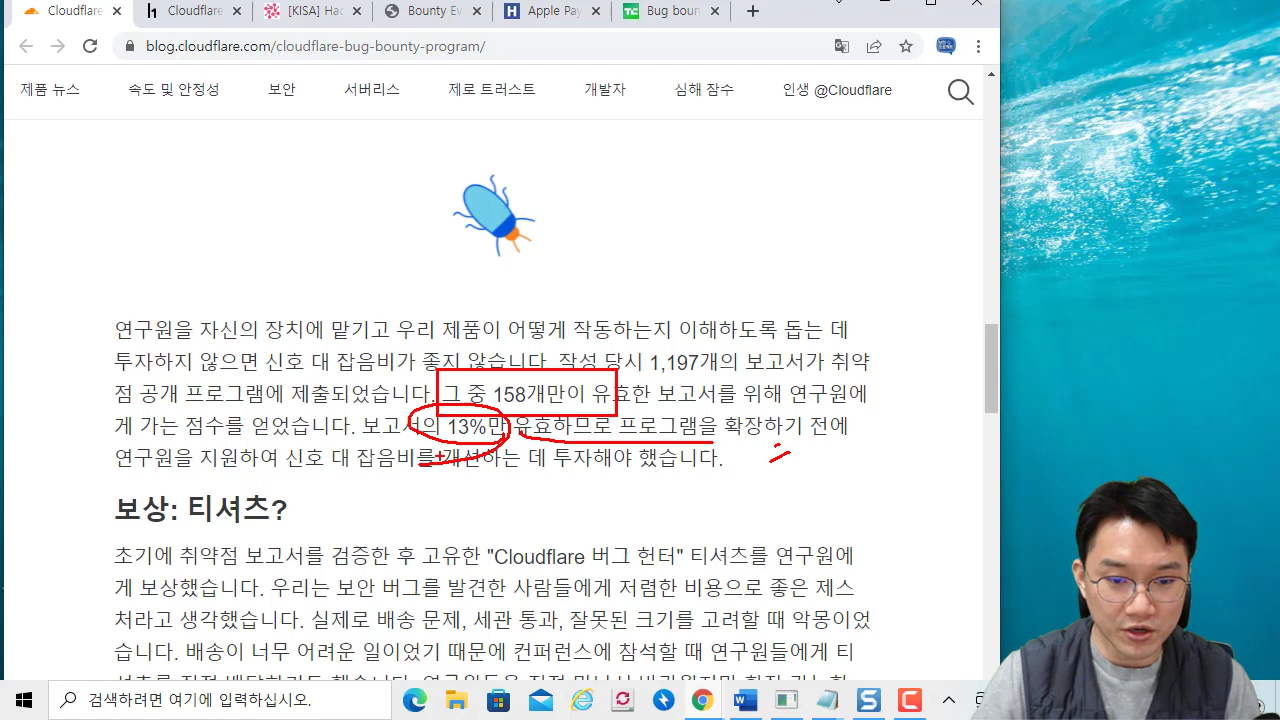 Cloudflare
Cloudflare
[KISA] Hac
Bounty Ev
Apple Pay
Bug boun
blog.cloudflare.com/cloudflare-bug-bounty-program/
제품 뉴스 속도 및 안정성 보안 서버리스 제로 트러스트 개발자 심해 잠수 인생 @Cloudflare
연구원을 자신의 장치에 맡기고 우리 제품이 어떻게 작동하는지 이해하도록 돕는 데
투자하지 않으면 신호 대 잡음비가 좋지 않습니다. 작성 당시 1,197개의 보고서가 취약
점 공개 프로그램에 제출되었습니다. 그 중 158개만이 유효한 보고서를 위해 연구원에
게 가는 점수를 얻었습니다. 보고서의 13%만 유효하므로 프로그램을 확장하기 전에
연구원을 지원하여 신호 대 잡음비를 개선하는 데 투자해야 했습니다.
보상: 티셔츠?
초기에 취약점 보고서를 검증한 후 고유한 "Cloudflare 버그 헌터" 티셔츠를 연구원에
게 보상했습니다. 우리는 보안 버그를 발견한 사람들에게 저렴한 비용으로 좋은 제스
처라고 생각했습니다. 실제로 배송 문제, 세관 통과, 잘못된 크기를 고려할 때 악몽이었
습니다. 배송이 너무 어려운 일이었기 때문에 컨퍼런스에 참석할 때 연구원들에게 티
검색하려면 여기에 입력하십시오.